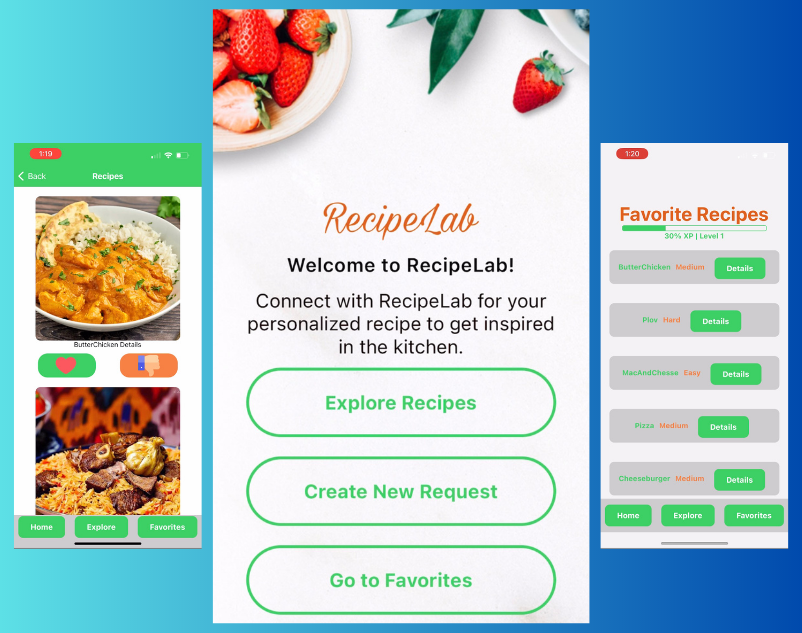 1:19
Back
Recipes
ButterChicken Details
Home
Explore
Favorites
RecipeLab
Welcome to RecipeLab!
Connect with RecipeLab for your
personalized recipe to get inspired
in the kitchen.
Explore Recipes
Create New Request
Go to Favorites
1:20
Favorite Recipes
30% XP | Level 1
ButterChicken Medium Details
Plov Hard Details
MacAndCheese Easy Details
Pizza Medium Details
Cheeseburger Medium Details
Home
Explore
Favorites